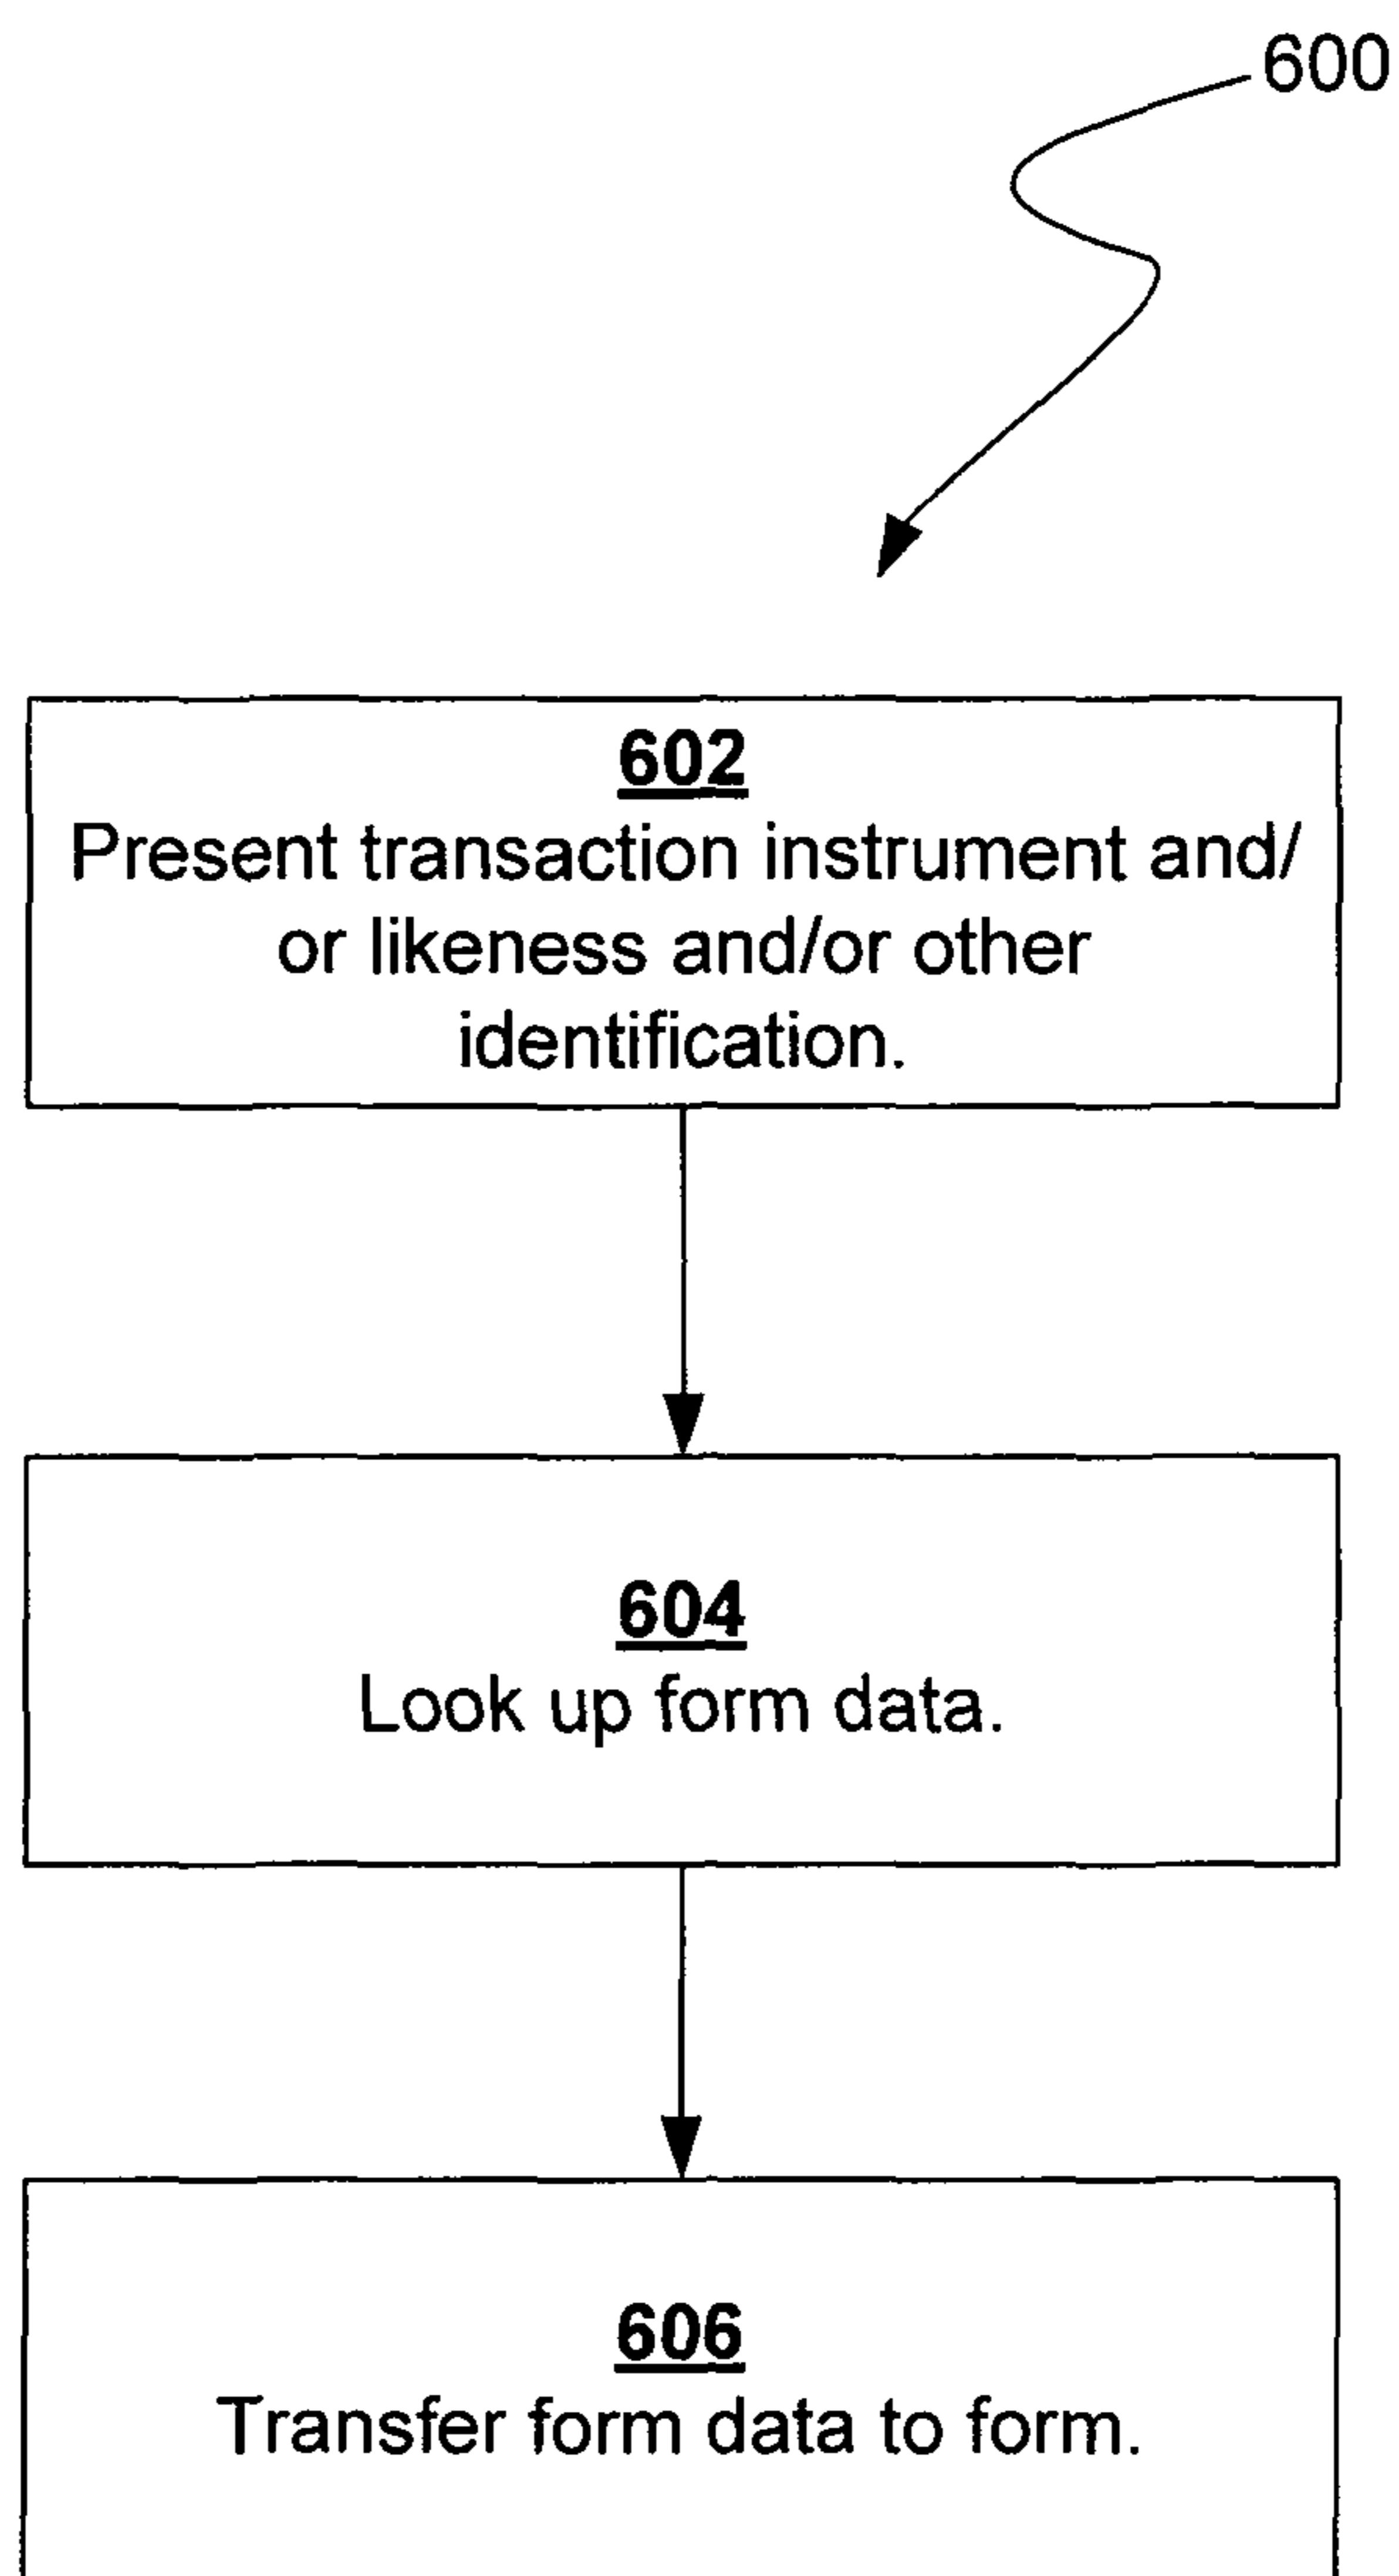 600
602
Present transaction instrument and/
or likeness and/or other
identification.
604
Look up form data.
606
Transfer form data to form.